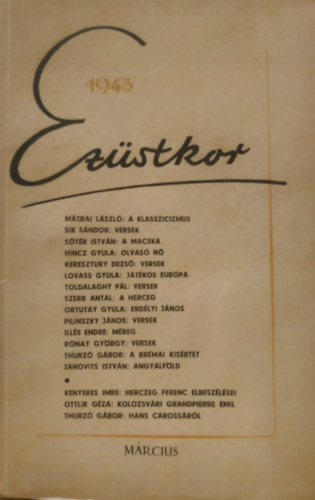 1943
Ezüstkor
MÁTRAI LÁSZLÓ: A KLASSZICIZMUS
SIK SÁNDOR: VERSEK
SŐTÉR ISTVÁN: A MACSKA
HINCZ GYULA: OLVASÓ NŐ
KERESZTURY DEZSŐ: VERSEK
LOVASS GYULA: JÁTÉKOS EURÓPA
TOLDALAGHY PÁL: VERSEK
SZERB ANTAL: A HERCEG
ORTUTAY GYULA: ERDÉLYI JÁNOS
PILINSZKY JÁNOS: VERSEK
ILLÉS ENDRE: MÉREG
RÓNAY GYÖRGY: VERSEK
THURZÓ GÁBOR: A BRÉMAI KISÉRTET
JANOVITS ISTVÁN: ANGYALFÖLD
KENYERES IMRE: HERCZEG FERENC ELBESZÉLÉSEI
OTTLIK GÉZA: KOLOZSVÁRI GRANDPIERRE EMIL
THURZÓ GÁBOR: HANS CAROSSÁRÓL
MÁRCIUS